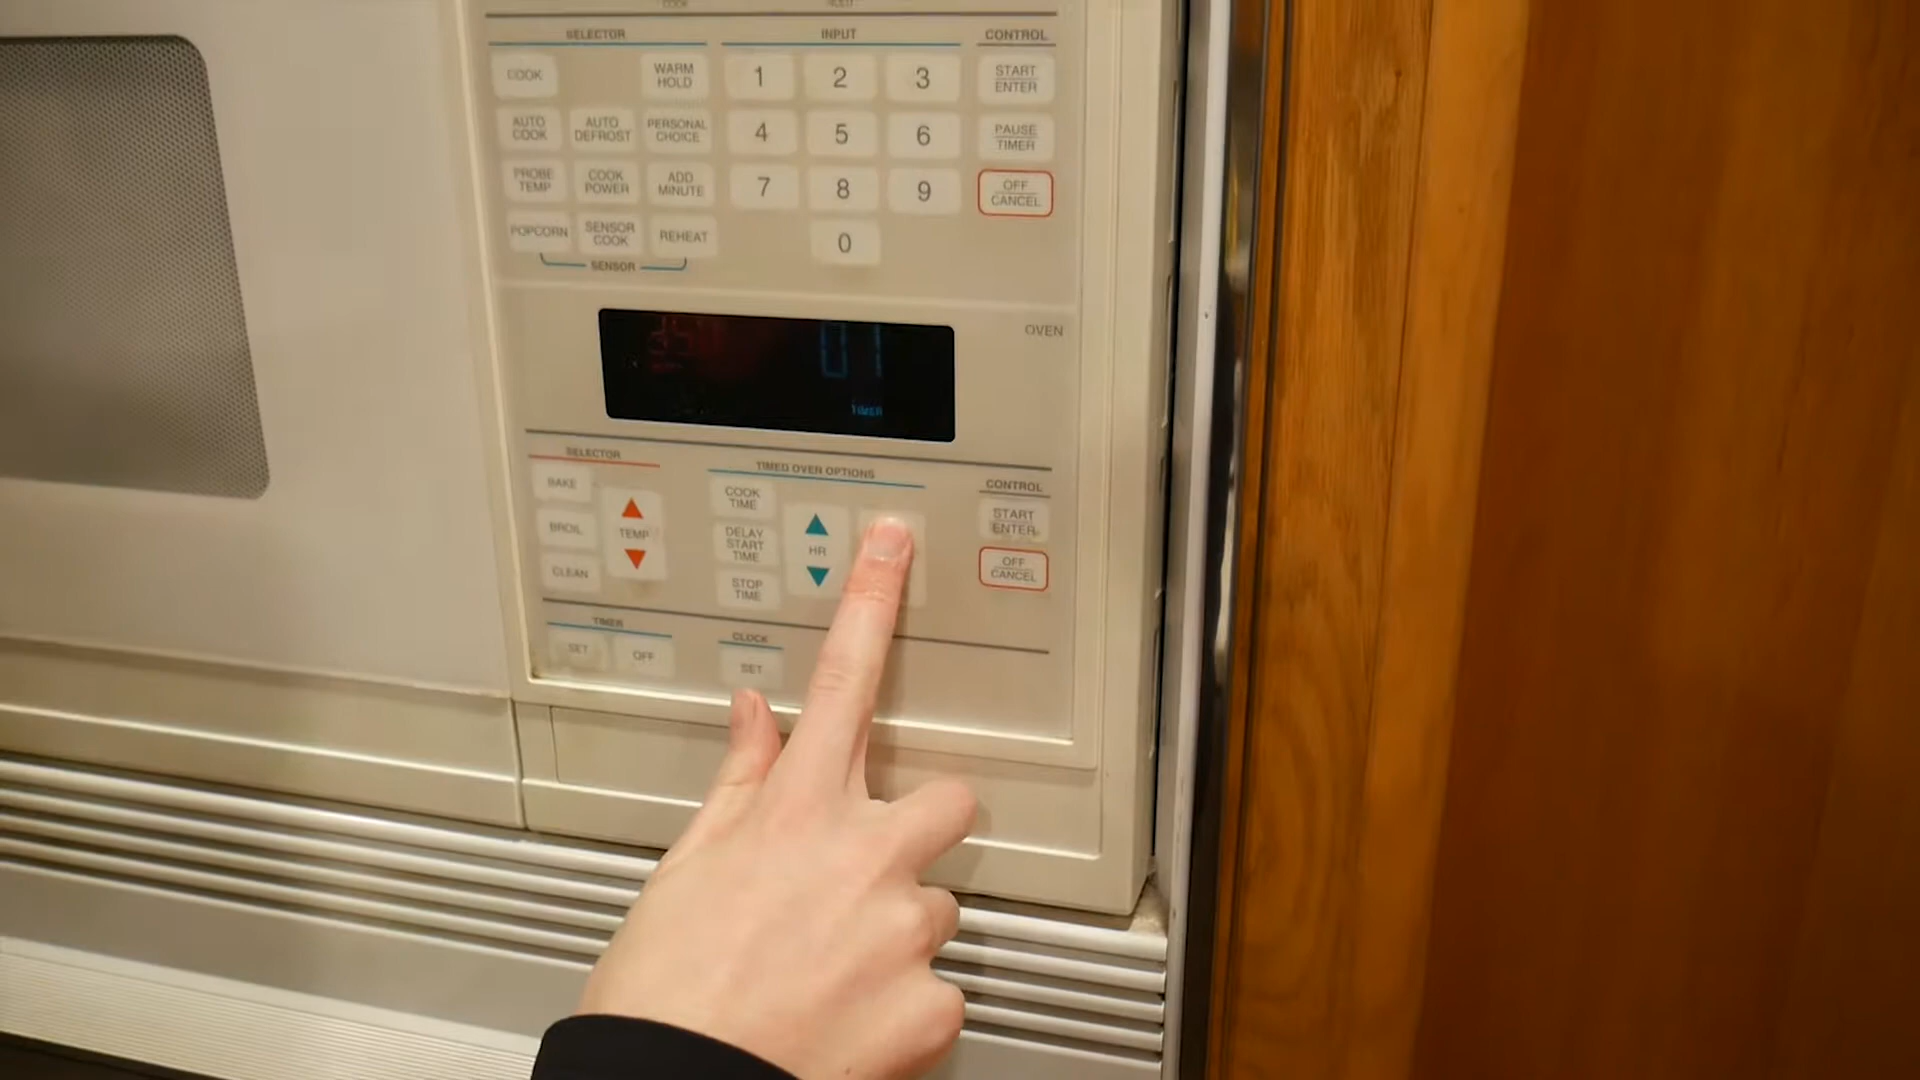 COOK HOLD
SELECTOR INPUT CONTROL
COOK WARM HOLD 1 2 3 START ENTER
AUTO COOK AUTO DEFROST PERSONAL CHOICE 4 5 6 PAUSE TIMER
PROBE TEMP COOK POWER ADD MINUTE 7 8 9 OFF CANCEL
POPCORN SENSOR COOK REHEAT 0
SENSOR
OVEN
01
TIMER
SELECTOR TIMED OVEN OPTIONS CONTROL
BAKE
BROIL
CLEAN
TEMP
COOK TIME
DELAY START TIME
STOP TIME
HR
START ENTER
OFF CANCEL
TIMER
SET OFF
CLOCK
SET